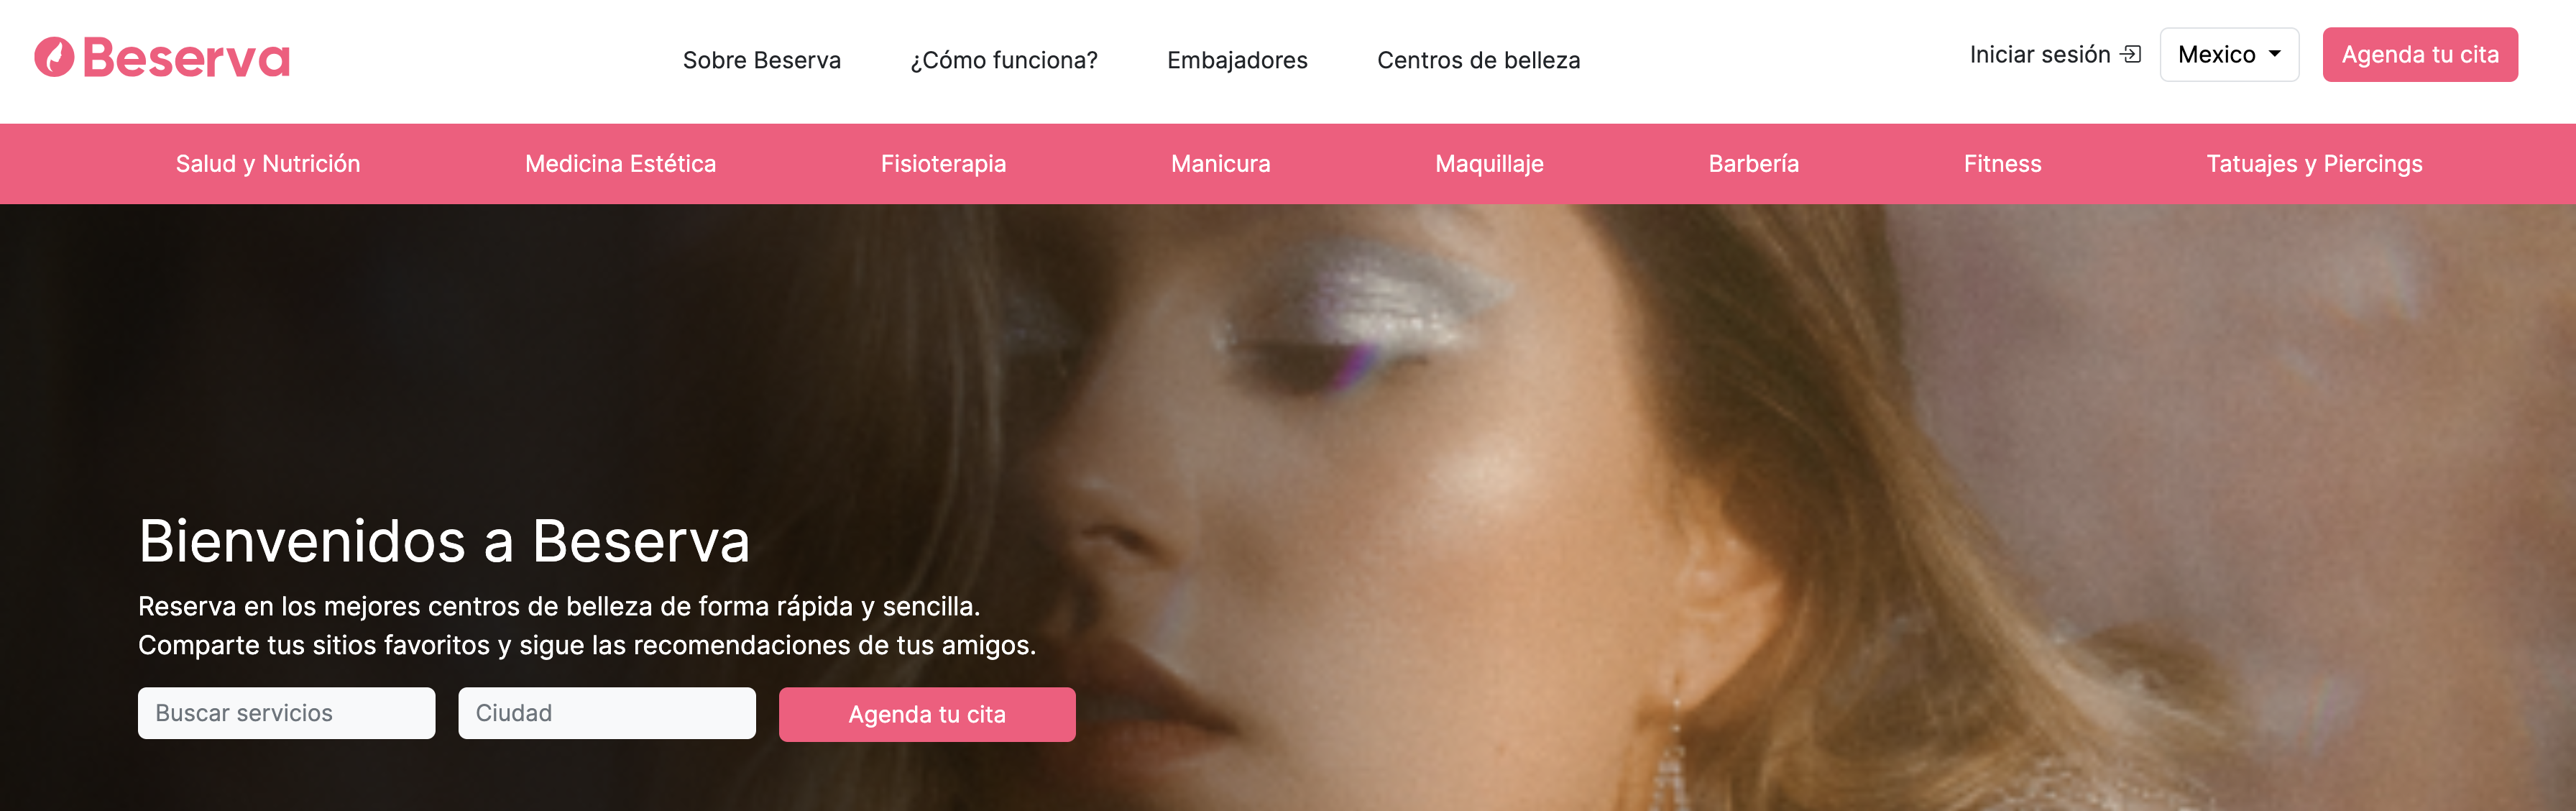 Beserva
Sobre Beserva
¿Cómo funciona?
Embajadores
Centros de belleza
Iniciar sesión
Mexico
Agenda tu cita
Salud y Nutrición
Medicina Estética
Fisioterapia
Manicura
Maquillaje
Barbería
Fitness
Tatuajes y Piercings
Bienvenidos a Beserva
Reserva en los mejores centros de belleza de forma rápida y sencilla.
Comparte tus sitios favoritos y sigue las recomendaciones de tus amigos.
Buscar servicios
Ciudad
Agenda tu cita